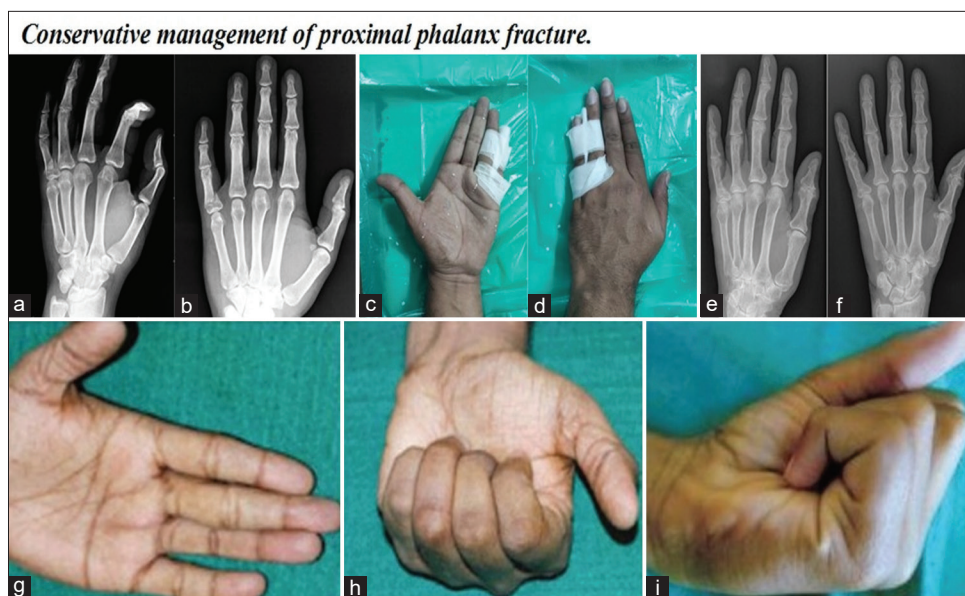 Conservative management of proximal phalanx fracture.
a
b
c
d
e
f
g
h
i